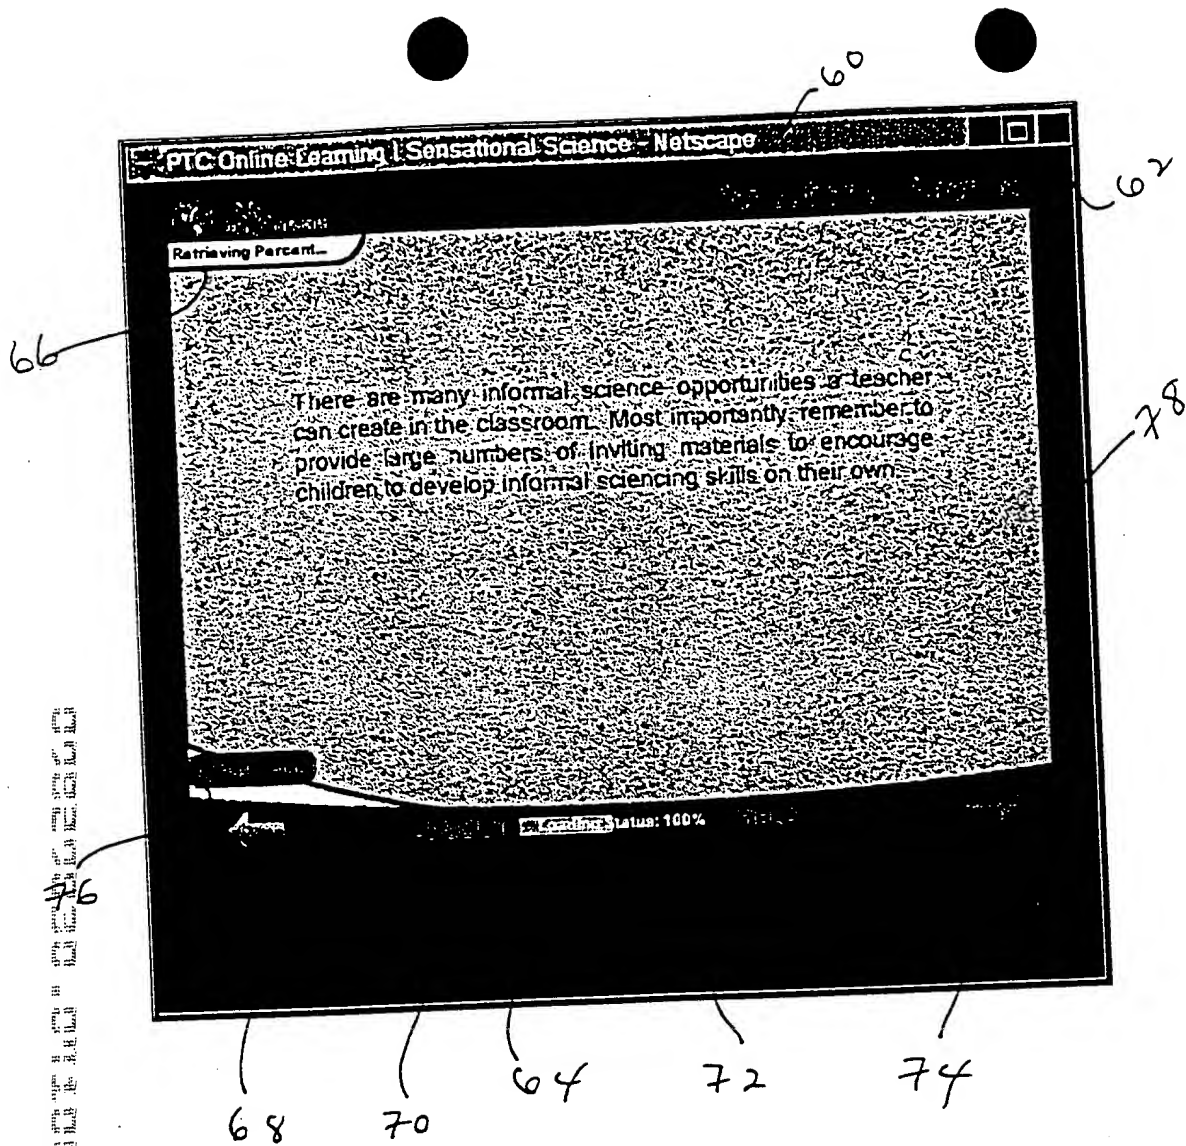 60
PTC Online Learning | Sensational Science - Netscape
62
Retrieving Percent...
66
There are many informal science opportunities a teacher
can create in the classroom. Most importantly, remember to
provide large numbers of inviting materials to encourage
children to develop informal sciencing skills on their own
78
Loading Status: 100%
76
68
70
64
72
74